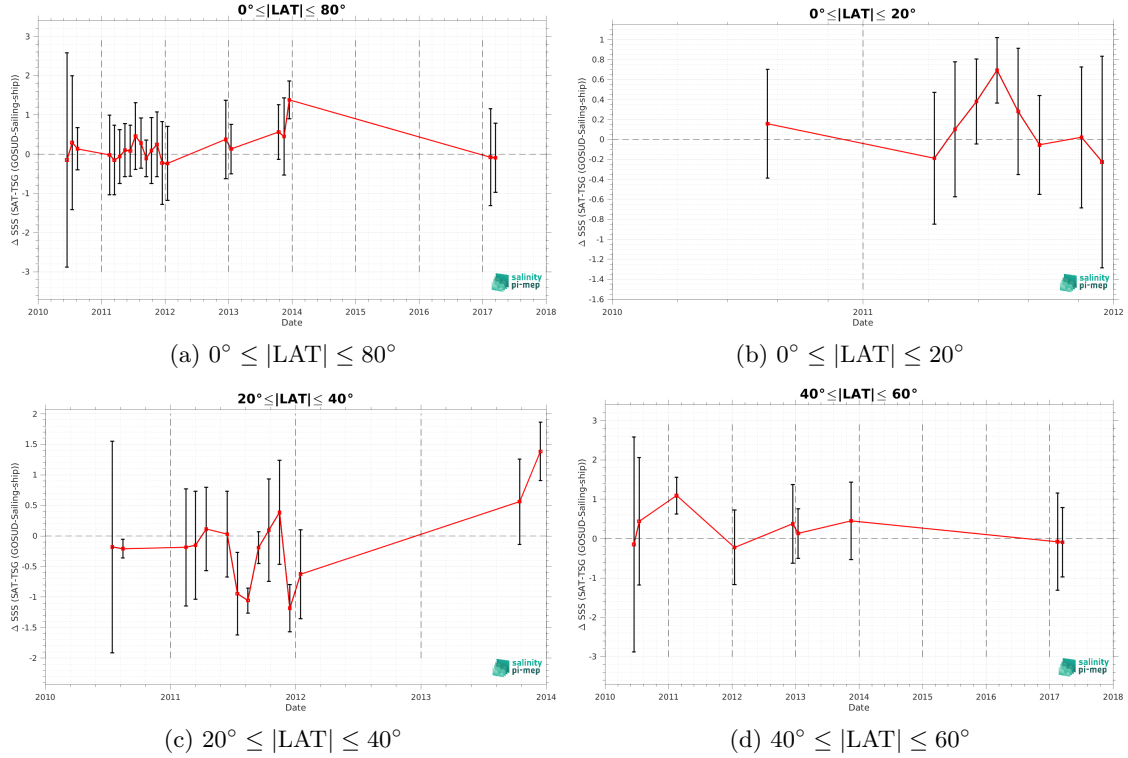 0°≤|LAT|≤ 80°
Δ SSS (SAT-TSG (GOSUD-Sailing-ship))
3
2
1
0
-1
-2
-3
2010 2011 2012 2013 2014 2015 2016 2017 2018
Date
salinity
pi-mep
(a) 0° ≤ |LAT| ≤ 80°
0°≤|LAT|≤ 20°
Δ SSS (SAT-TSG (GOSUD-Sailing-ship))
1
0.8
0.6
0.4
0.2
0
-0.2
-0.4
-0.6
-0.8
-1
-1.2
-1.4
-1.6
2010 2011 2012
Date
salinity
pi-mep
(b) 0° ≤ |LAT| ≤ 20°
20°≤|LAT|≤ 40°
Δ SSS (SAT-TSG (GOSUD-Sailing-ship))
2
1.5
1
0.5
0
-0.5
-1
-1.5
-2
2010 2011 2012 2013 2014
Date
salinity
pi-mep
(c) 20° ≤ |LAT| ≤ 40°
40°≤|LAT|≤ 60°
Δ SSS (SAT-TSG (GOSUD-Sailing-ship))
3
2
1
0
-1
-2
-3
2010 2011 2012 2013 2014 2015 2016 2017 2018
Date
salinity
pi-mep
(d) 40° ≤ |LAT| ≤ 60°